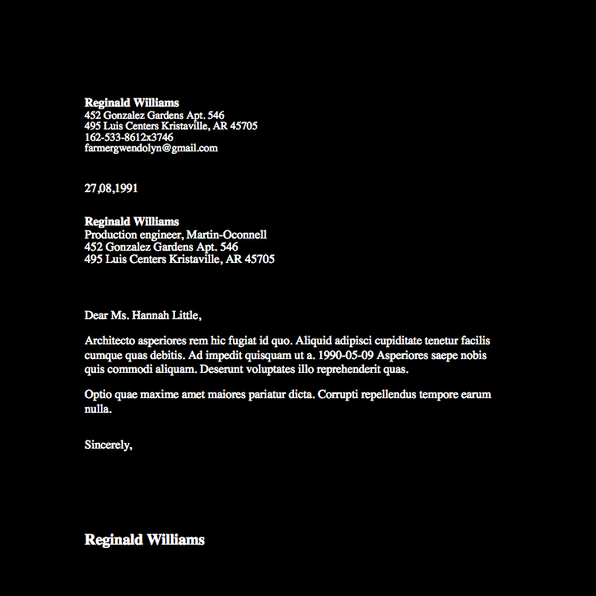 Reginald Williams
452 Gonzalez Gardens Apt. 546
495 Luis Centers Kristaville, AR 45705
162-533-8612x3746
farmergwendolyn@gmail.com
27,08,1991
Reginald Williams
Production engineer, Martin-Oconnell
452 Gonzalez Gardens Apt. 546
495 Luis Centers Kristaville, AR 45705
Dear Ms. Hannah Little,
Architecto asperiores rem hic fugiat id quo. Aliquid adipisci cupiditate tenetur facilis
cumque quas debitis. Ad impedit quisquam ut a. 1990-05-09 Asperiores saepe nobis
quis commodi aliquam. Deserunt voluptates illo reprehenderit quas.
Optio quae maxime amet maiores pariatur dicta. Corrupti repellendus tempore earum
nulla.
Sincerely,
Reginald Williams